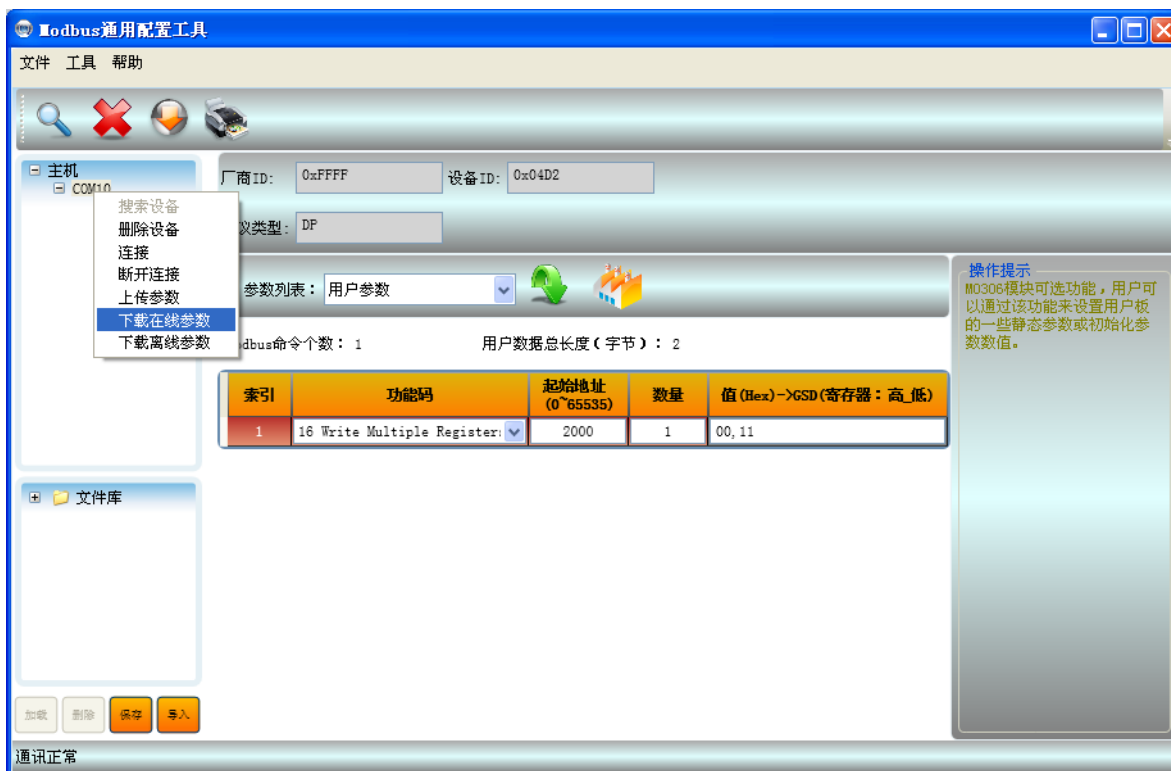 Modbus通用配置工具
文件 工具 帮助
主机
COM10
搜索设备
删除设备
连接
断开连接
上传参数
下载在线参数
下载离线参数
厂商ID: 0xFFFF 设备ID: 0x04D2
议类型: DP
参数列表: 用户参数
dbus命令个数: 1 用户数据总长度(字节): 2
索引 功能码 起始地址 数量 值(Hex)->GSD(寄存器:高_低)
(0~65535)
1 16 Write Multiple Register 2000 1 00,11
操作提示
M0306模块可选功能,用户可
以通过该功能来设置用户板
的一些静态参数或初始化参
数数值。
文件库
加载 删除 保存 导入
通讯正常